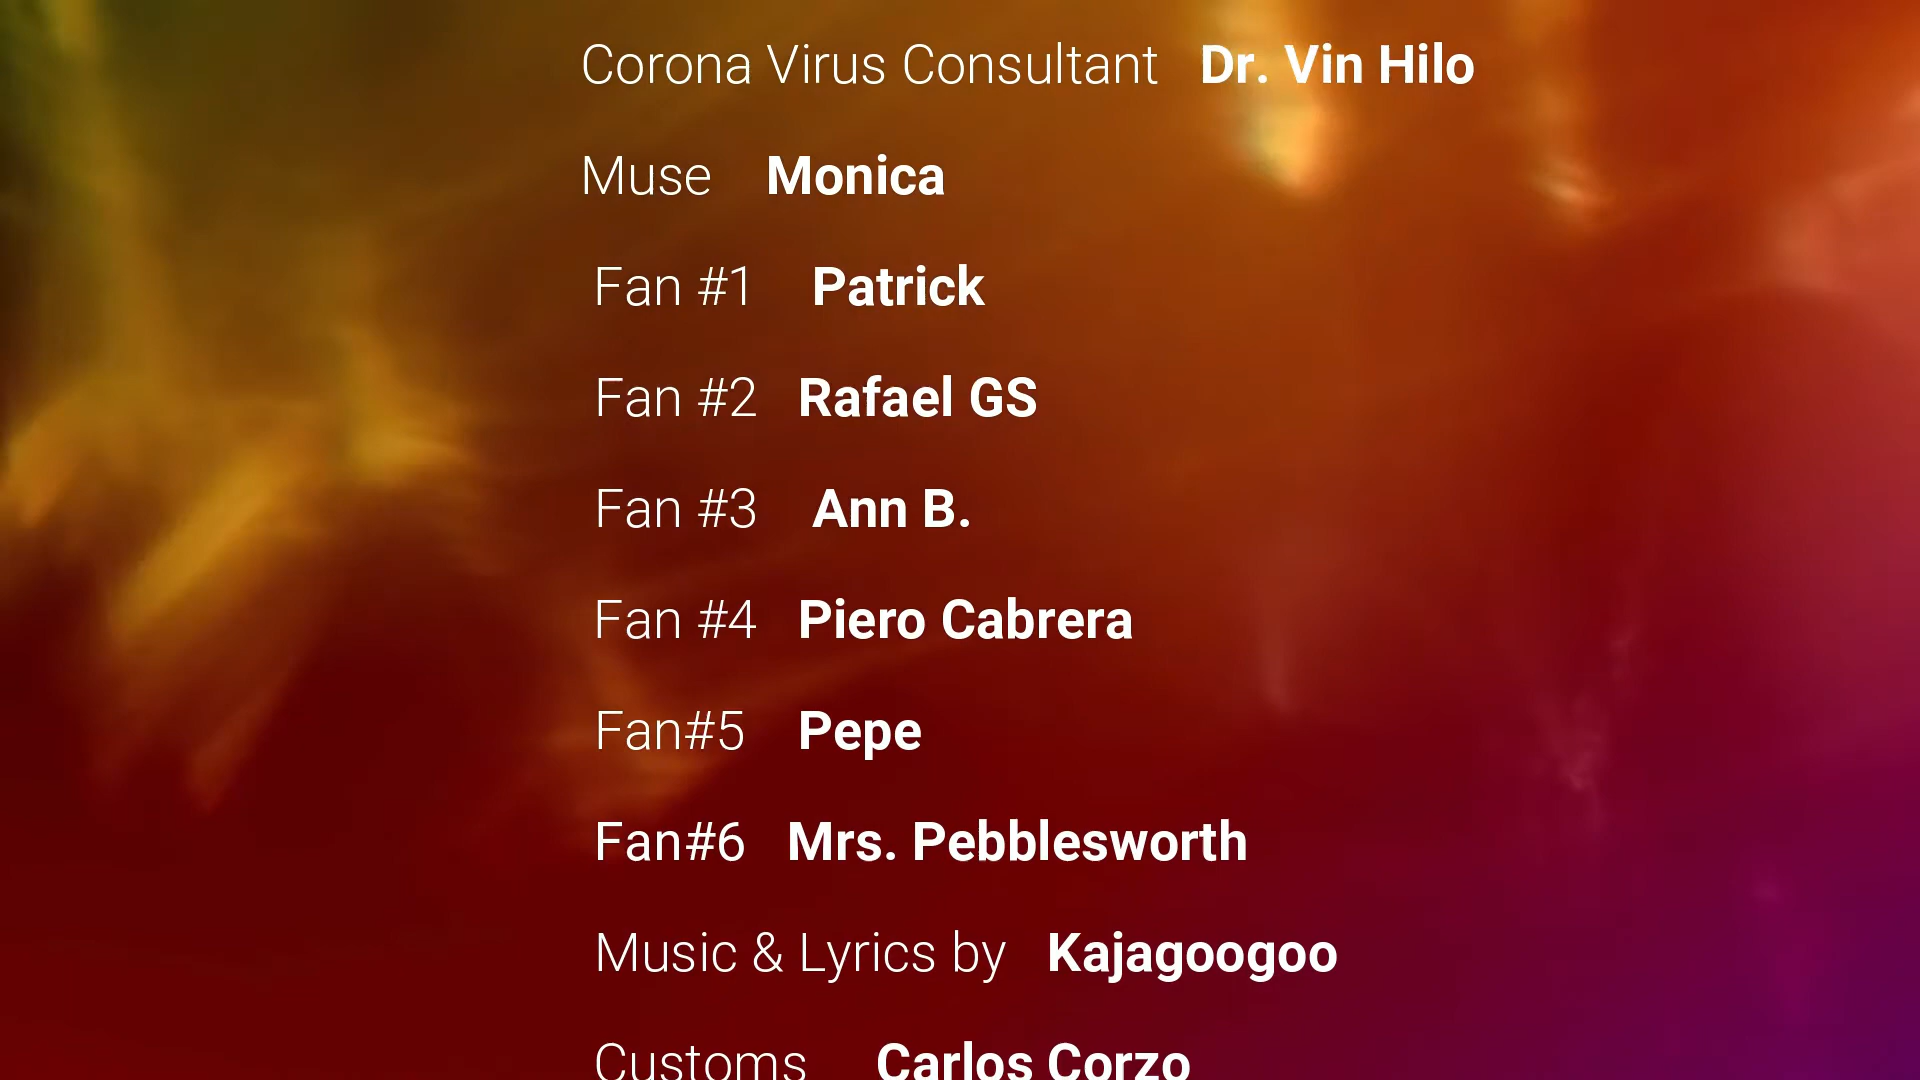 Corona Virus Consultant Dr. Vin Hilo
Muse Monica
Fan #1 Patrick
Fan #2 Rafael GS
Fan #3 Ann B.
Fan #4 Piero Cabrera
Fan#5 Pepe
Fan#6 Mrs. Pebblesworth
Music & Lyrics by Kajagoogoo
Customs Carlos Corzo